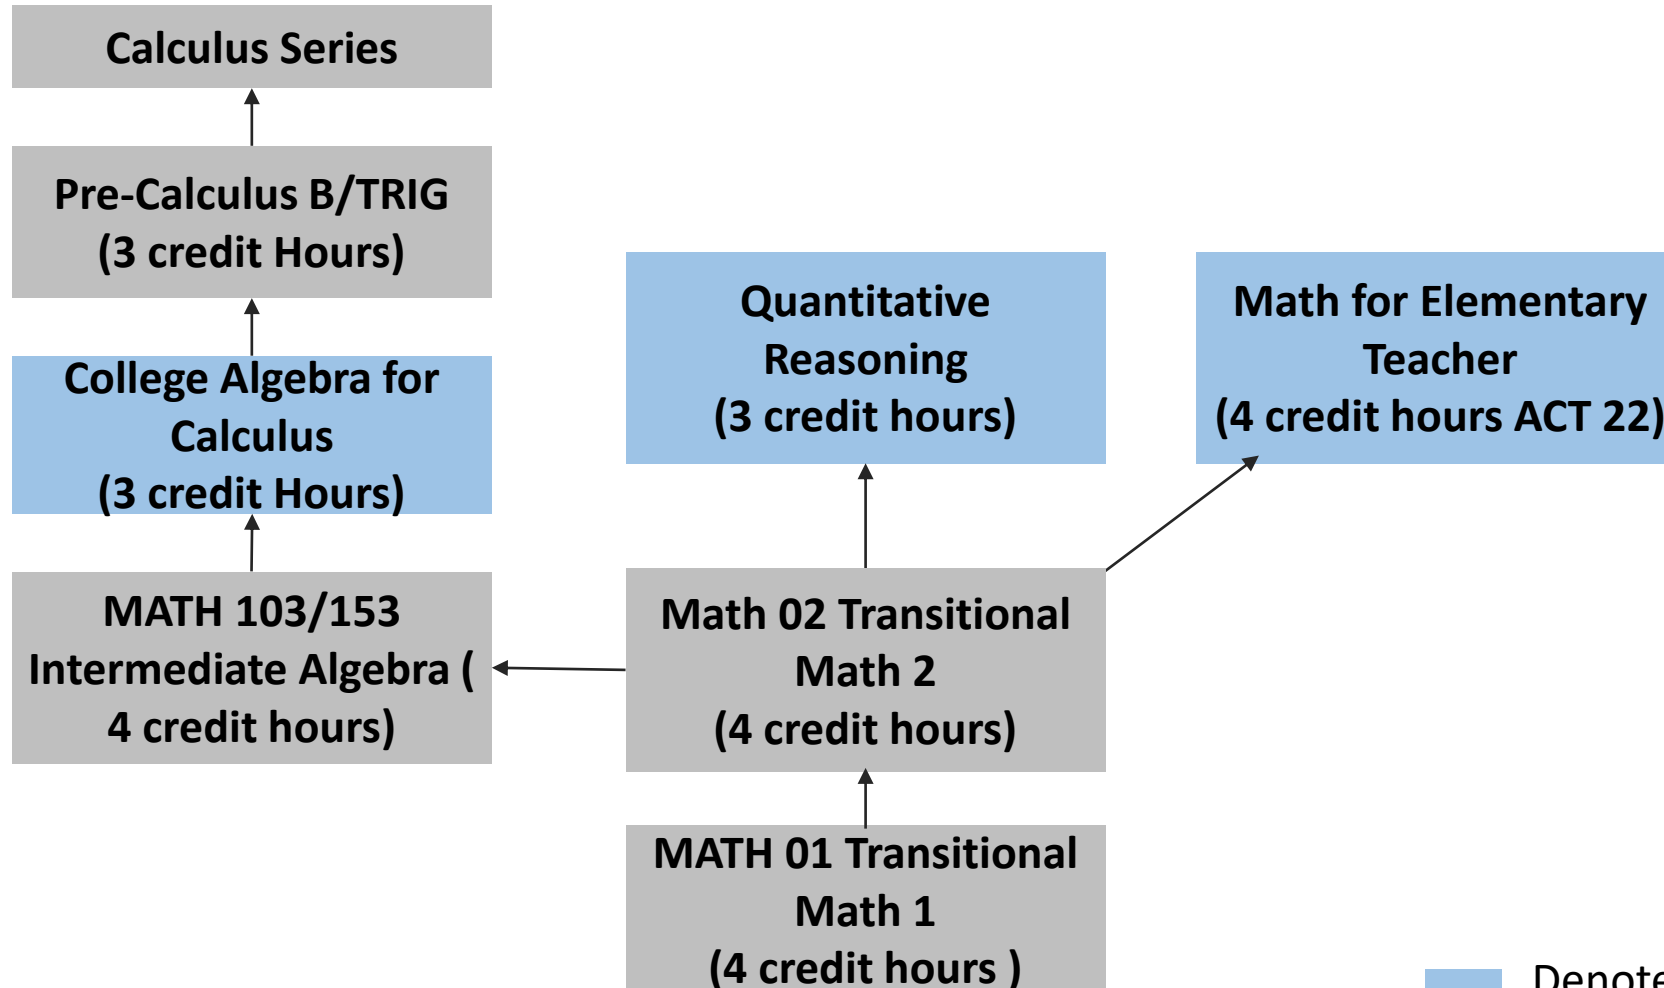 Calculus Series
Pre-Calculus B/TRIG
(3 credit Hours)
College Algebra for
Calculus
(3 credit Hours)
Quantitative
Reasoning
(3 credit hours)
Math for Elementary
Teacher
(4 credit hours ACT 22)
MATH 103/153
Intermediate Algebra (
4 credit hours)
Math 02 Transitional
Math 2
(4 credit hours)
MATH 01 Transitional
Math 1
(4 credit hours )
Denote